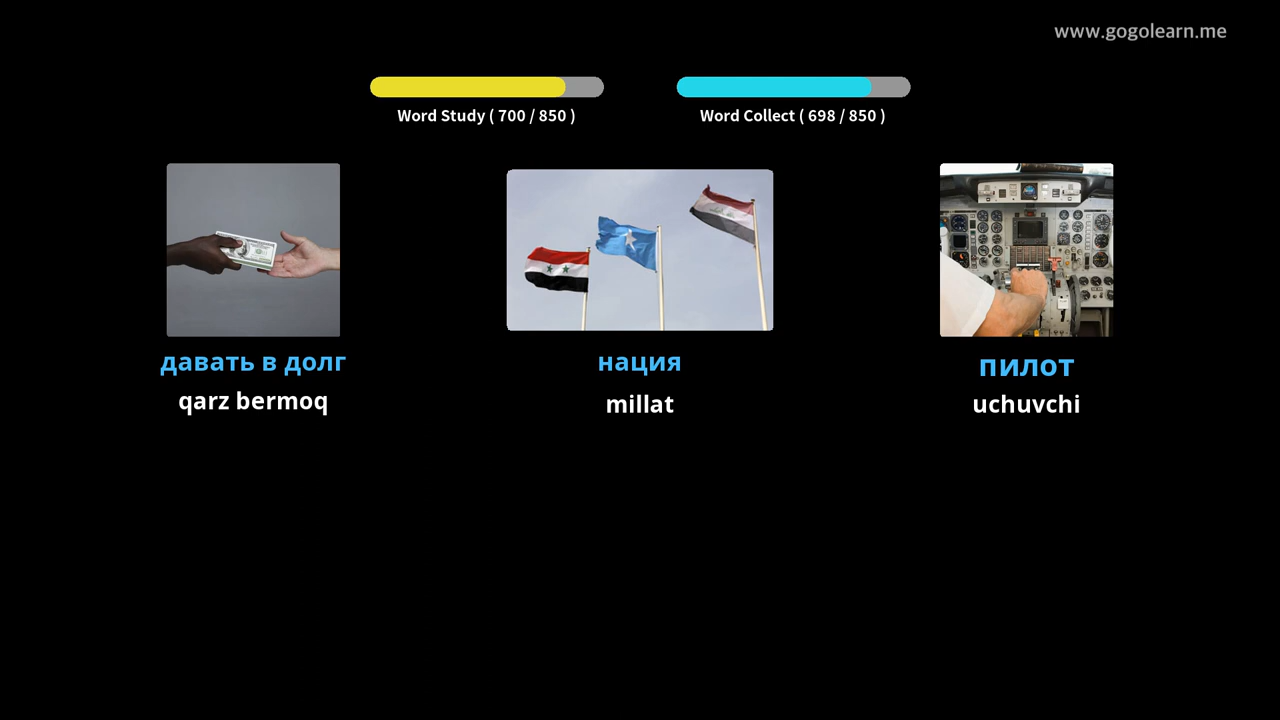 www.gogolearn.me
Word Study ( 700 / 850 )
Word Collect ( 698 / 850 )
давать в долг
qarz bermoq
нация
millat
пилот
uchuvchi